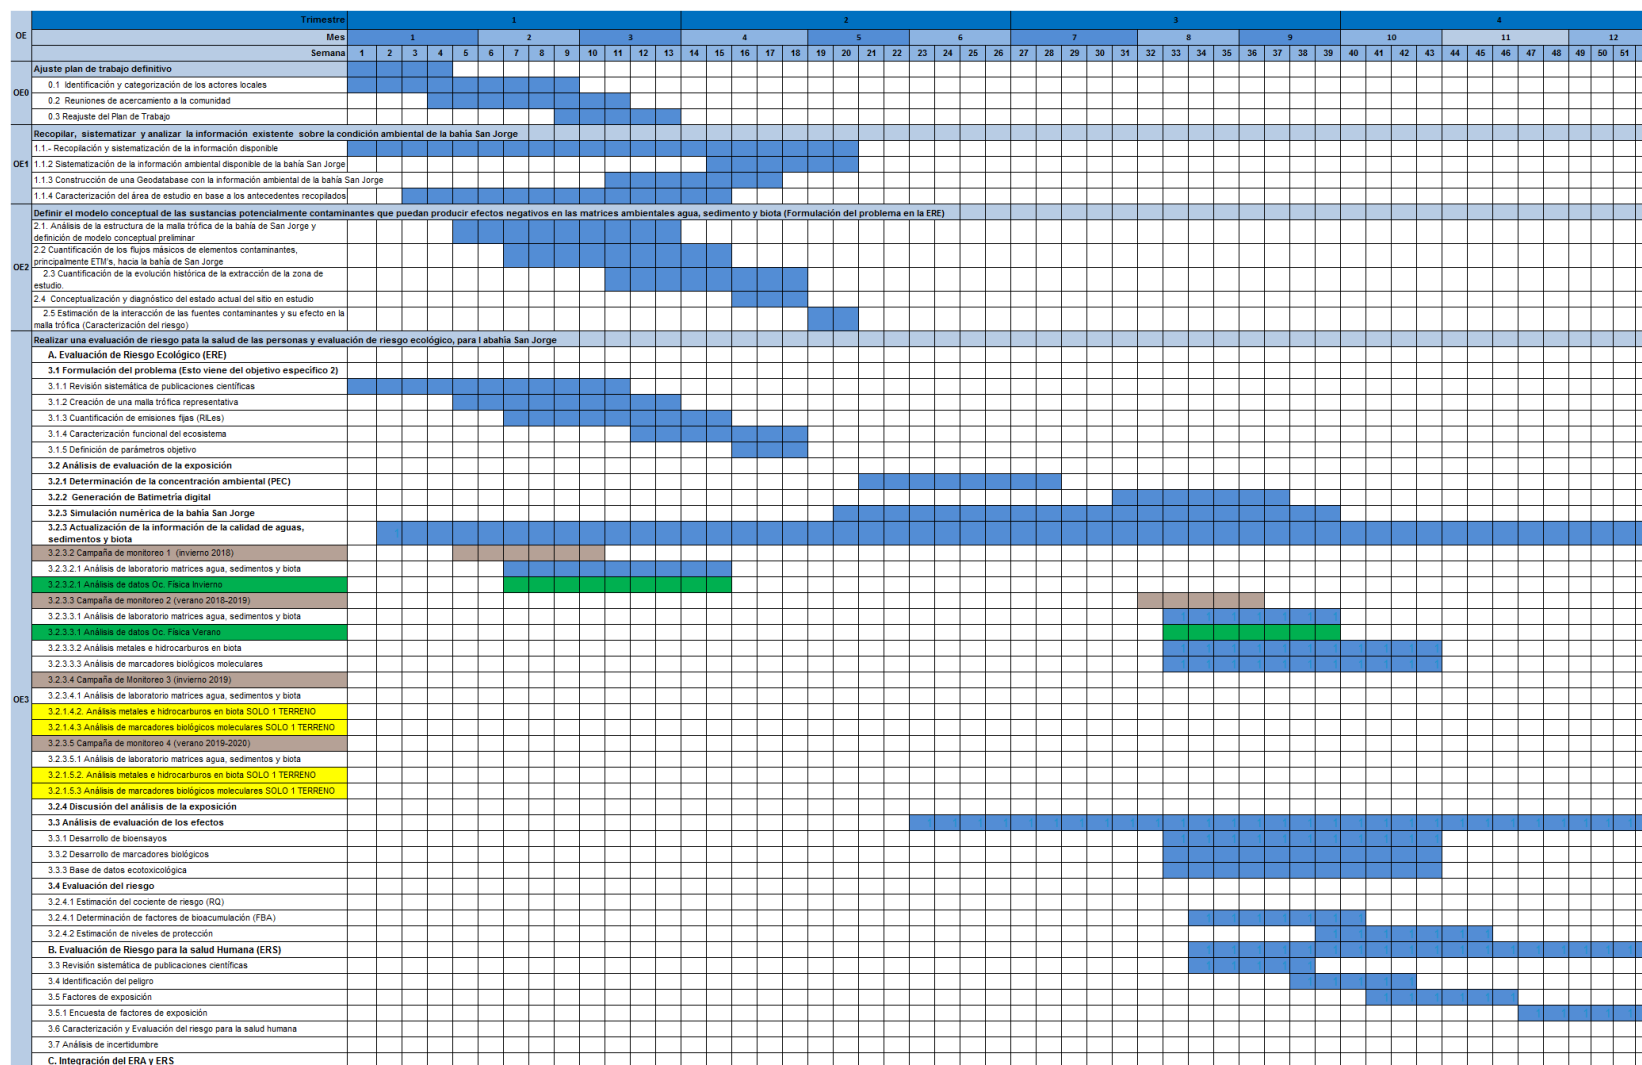 Trimestre 1 2 3 4
OE
Mes 1 2 3 4 5 6 7 8 9 10 11 12
Semana 1 2 3 4 5 6 7 8 9 10 11 12 13 14 15 16 17 18 19 20 21 22 23 24 25 26 27 28 29 30 31 32 33 34 35 36 37 38 39 40 41 42 43 44 45 46 47 48 49 50 51
Ajuste plan de trabajo definitivo
OE0
0.1 Identificación y categorización de los actores locales
0.2 Reuniones de acercamiento a la comunidad
0.3 Reajuste del Plan de Trabajo
Recopilar, sistematizar y analizar la información existente sobre la condición ambiental de la bahía San Jorge
1.1.- Recopilación y sistematización de la información disponible
OE1
1.1.2 Sistematización de la información ambiental disponible de la bahía San Jorge
1.1.3 Construcción de una Geodatabase con la información ambiental de la bahía San Jorge
1.1.4 Caracterización del área de estudio en base a los antecedentes recopilados
Definir el modelo conceptual de las sustancias potencialmente contaminantes que puedan producir efectos negativos en las matrices ambientales agua, sedimento y biota (Formulación del problema en la ERE)
2.1. Análisis de la estructura de la malla trófica de la bahía de San Jorge y
definición de modelo conceptual preliminar
2.2 Cuantificación de los flujos másicos de elementos contaminantes,
principalmente ETM's, hacia la bahía de San Jorge
OE2
2.3 Cuantificación de la evolución histórica de la extracción de la zona de
estudio.
2.4 Conceptualización y diagnóstico del estado actual del sitio en estudio
2.5 Estimación de la interacción de las fuentes contaminantes y su efecto en la
malla trófica (Caracterización del riesgo)
Realizar una evaluación de riesgo pata la salud de las personas y evaluación de riesgo ecológico, para l abahía San Jorge
A. Evaluación de Riesgo Ecológico (ERE)
3.1 Formulación del problema (Esto viene del objetivo específico 2)
3.1.1 Revisión sistemática de publicaciones científicas
3.1.2 Creación de una malla trófica representativa
3.1.3 Cuantificación de emisiones fijas (RILes)
3.1.4 Caracterización funcional del ecosistema
3.1.5 Definición de parámetros objetivo
3.2 Análisis de evaluación de la exposición
3.2.1 Determinación de la concentración ambiental (PEC)
3.2.2 Generación de Batimetría digital
3.2.3 Simulación numérica de la bahía San Jorge
3.2.3 Actualización de la información de la calidad de aguas,
sedimentos y biota
3.2.3.2 Campaña de monitoreo 1 (invierno 2018)
3.2.3.2.1 Análisis de laboratorio matrices agua, sedimentos y biota
3.2.3.2.1 Análisis de datos Oc. Física Invierno
3.2.3.3 Campaña de monitoreo 2 (verano 2018-2019)
3.2.3.3.1 Análisis de laboratorio matrices agua, sedimentos y biota
3.2.3.3.1 Análisis de datos Oc. Física Verano
3.2.3.3.2 Análisis metales e hidrocarburos en biota
3.2.3.3.3 Análisis de marcadores biológicos moleculares
3.2.3.4 Campaña de Monitoreo 3 (invierno 2019)
OE3
3.2.3.4.1 Análisis de laboratorio matrices agua, sedimentos y biota
3.2.1.4.2. Análisis metales e hidrocarburos en biota SOLO 1 TERRENO
3.2.1.4.3 Análisis de marcadores biológicos moleculares SOLO 1 TERRENO
3.2.3.5 Campaña de monitoreo 4 (verano 2019-2020)
3.2.3.5.1 Análisis de laboratorio matrices agua, sedimentos y biota
3.2.1.5.2. Análisis metales e hidrocarburos en biota SOLO 1 TERRENO
3.2.1.5.3 Análisis de marcadores biológicos moleculares SOLO 1 TERRENO
3.2.4 Discusión del análisis de la exposición
3.3 Análisis de evaluación de los efectos
3.3.1 Desarrollo de bioensayos
3.3.2 Desarrollo de marcadores biológicos
3.3.3 Base de datos ecotoxicológica
3.4 Evaluación del riesgo
3.2.4.1 Estimación del cociente de riesgo (RQ)
3.2.4.1 Determinación de factores de bioacumulación (FBA)
3.2.4.2 Estimación de niveles de protección
B. Evaluación de Riesgo para la salud Humana (ERS)
3.3 Revisión sistemática de publicaciones científicas
3.4 Identificación del peligro
3.5 Factores de exposición
3.5.1 Encuesta de factores de exposición
3.6 Caracterización y Evaluación del riesgo para la salud humana
3.7 Análisis de incertidumbre
C. Integración del ERA y ERS